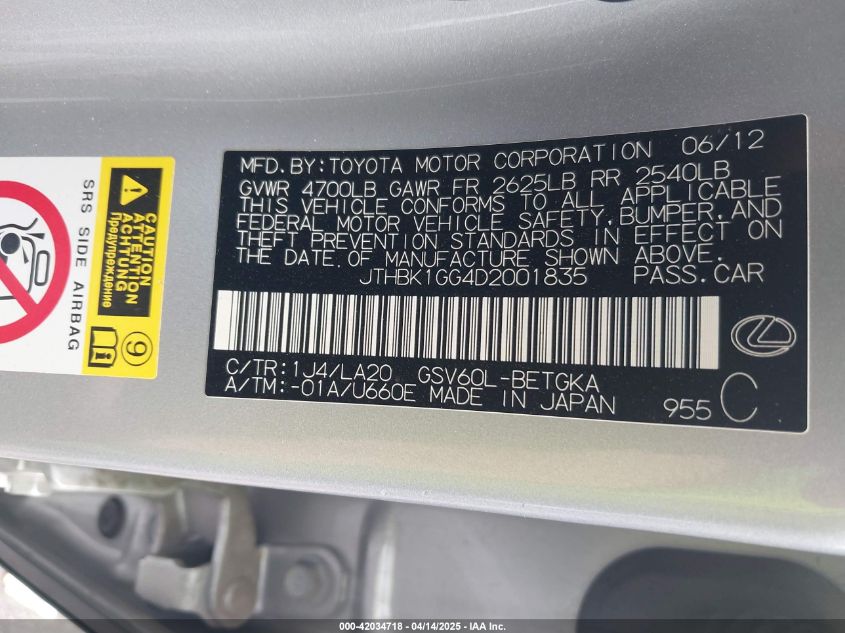 MFD. BY: TOYOTA MOTOR CORPORATION 06/12
GVWR 4700LB GAWR FR 2625LB RR 2540LB
THIS VEHICLE CONFORMS TO ALL APPLICABLE
FEDERAL MOTOR VEHICLE SAFETY, BUMPER, AND
THEFT PREVENTION STANDARDS IN EFFECT ON
THE DATE OF MANUFACTURE SHOWN ABOVE.
JTHBK1GG4D2001835 PASS. CAR
C/TR: 1J4/LA20 GSV60L-BETGKA
A/TM: -01A/U660E MADE IN JAPAN 955 C
CAUTION
ATTENTION
ACHTUNG
Предупреждение
9
SRS SIDE AIRBAG
000-42034718 - 04/14/2025 - IAA Inc.